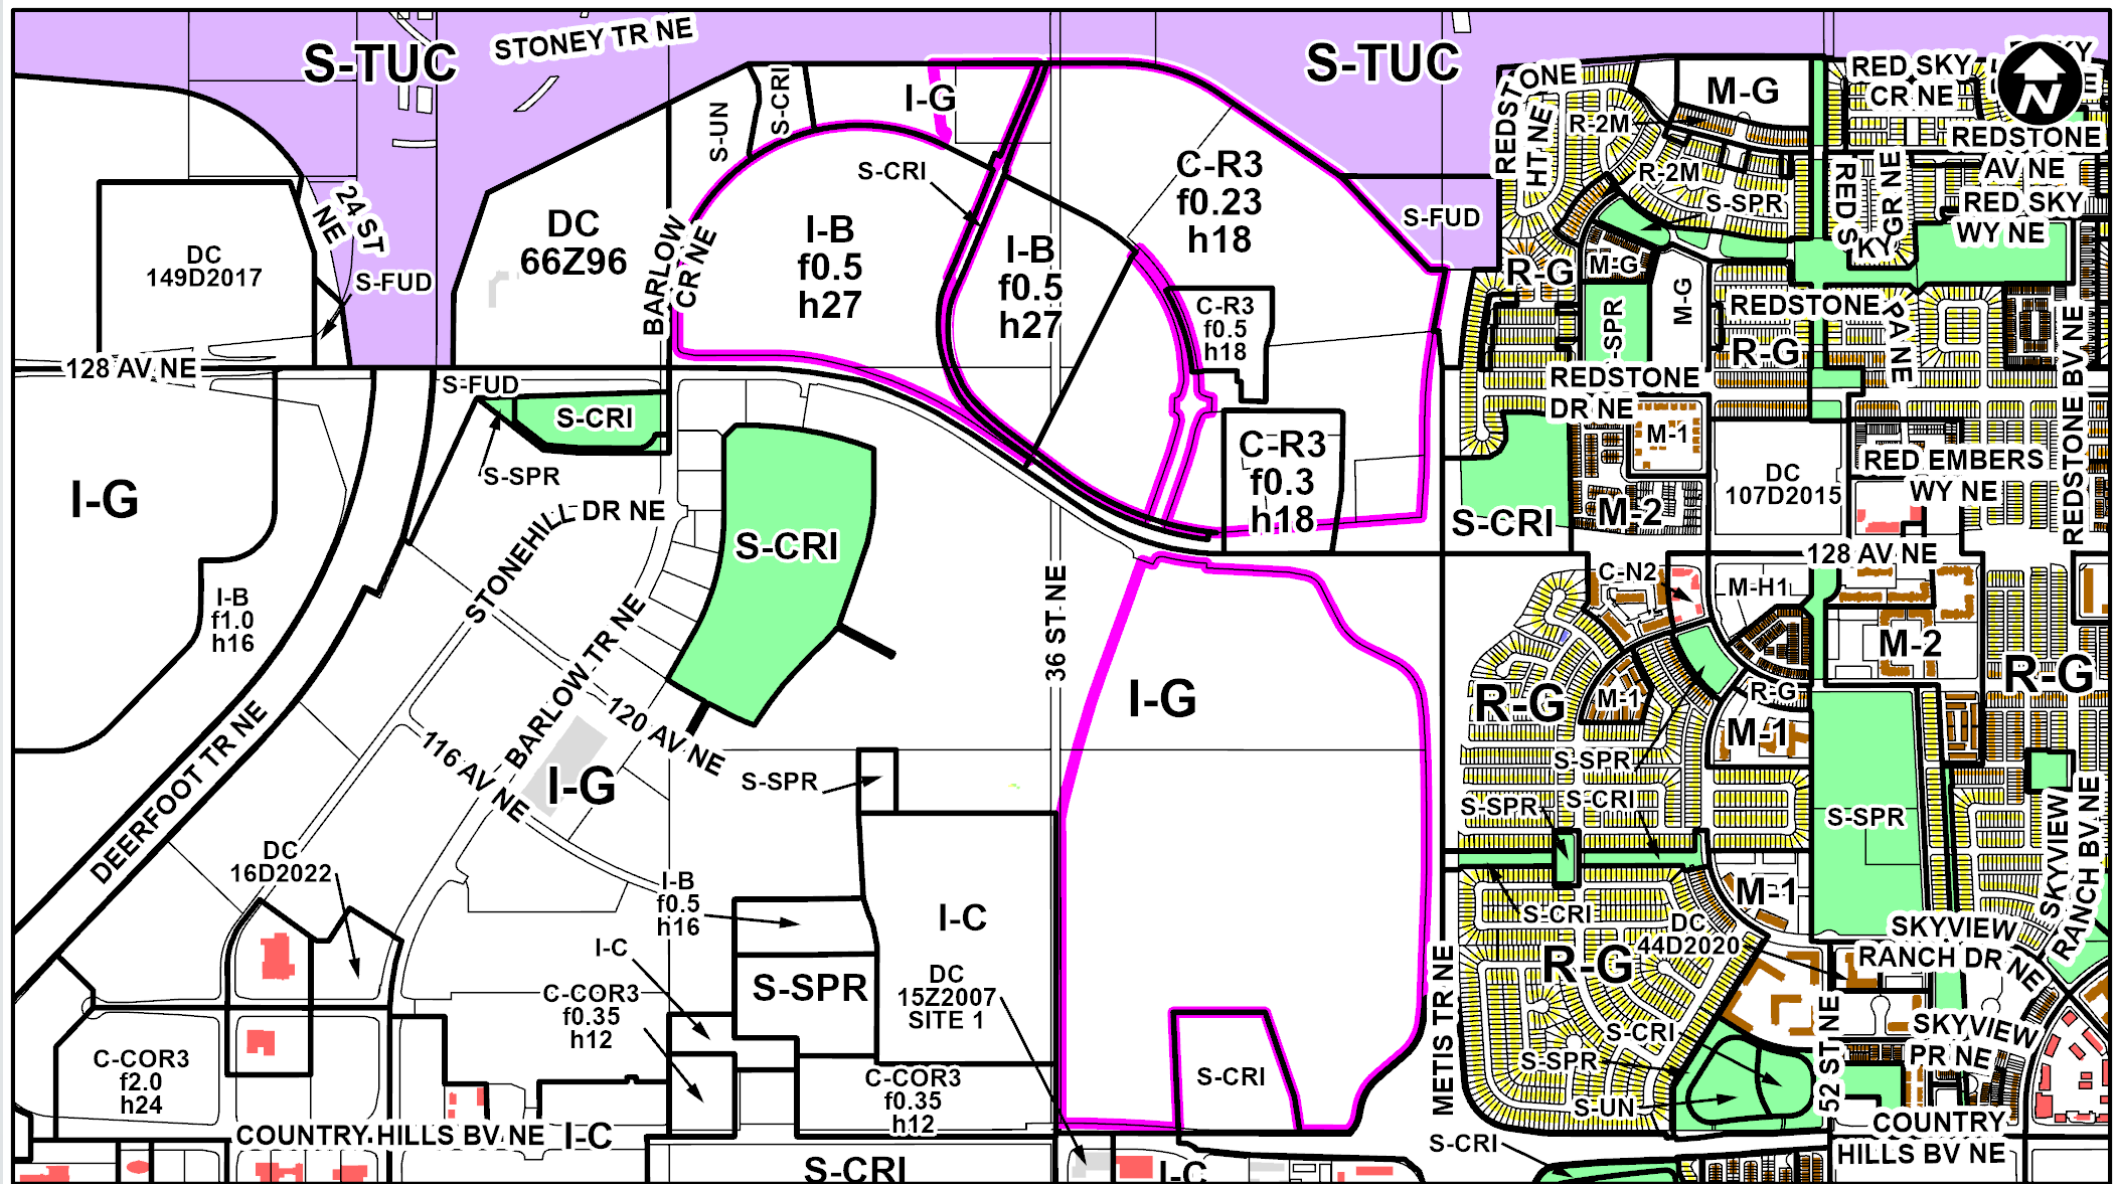 STONEY TR NE
S-TUC
S-TUC
N
RED SKY
CR NE
REDSTONE
AV NE
RED SKY
WY NE
REDSTONE
HT NE
M-G
R-2M
R-2M
S-SPR
M-G
M-G
R-G
S-UN
S-CRI
I-G
S-CRI
C-R3
f0.23
h18
S-FUD
24 ST
NE
DC
149D2017
S-FUD
DC
66Z96
BARLOW
CR NE
I-B
f0.5
h27
I-B
f0.5
h27
C-R3
f0.5
h18
REDSTONE
PA NE
R-G
REDSTONE BV NE
REDSTONE
DR NE
128 AV NE
S-FUD
S-CRI
S-SPR
I-G
STONEHILL DR NE
S-CRI
C-R3
f0.3
h18
M-1
RED EMBERS
WY NE
DC
107D2015
S-CRI
M-2
128 AV NE
I-B
f1.0
h16
BARLOW TR NE
36 ST NE
C-N2
M-H1
M-2
R-G
R-G
M-1
R-G
M-1
I-G
DEERFOOT TR NE
116 AV NE
120 AV NE
I-G
S-SPR
S-SPR
S-CRI
S-SPR
S-SPR
SKYVIEW
RANCH BV NE
DC
16D2022
I-B
f0.5
h16
I-C
M-1
S-CRI
DC
44D2020
R-G
SKYVIEW
RANCH DR NE
I-C
S-SPR
DC
15Z2007
SITE 1
C-COR3
f0.35
h12
METIS TR NE
52 ST NE
S-CRI
S-SPR
SKYVIEW
PR NE
C-COR3
f2.0
h24
S-CRI
C-COR3
f0.35
h12
S-UN
COUNTRY HILLS BV NE
I-C
S-CRI
I-C
S-CRI
COUNTRY
HILLS BV NE